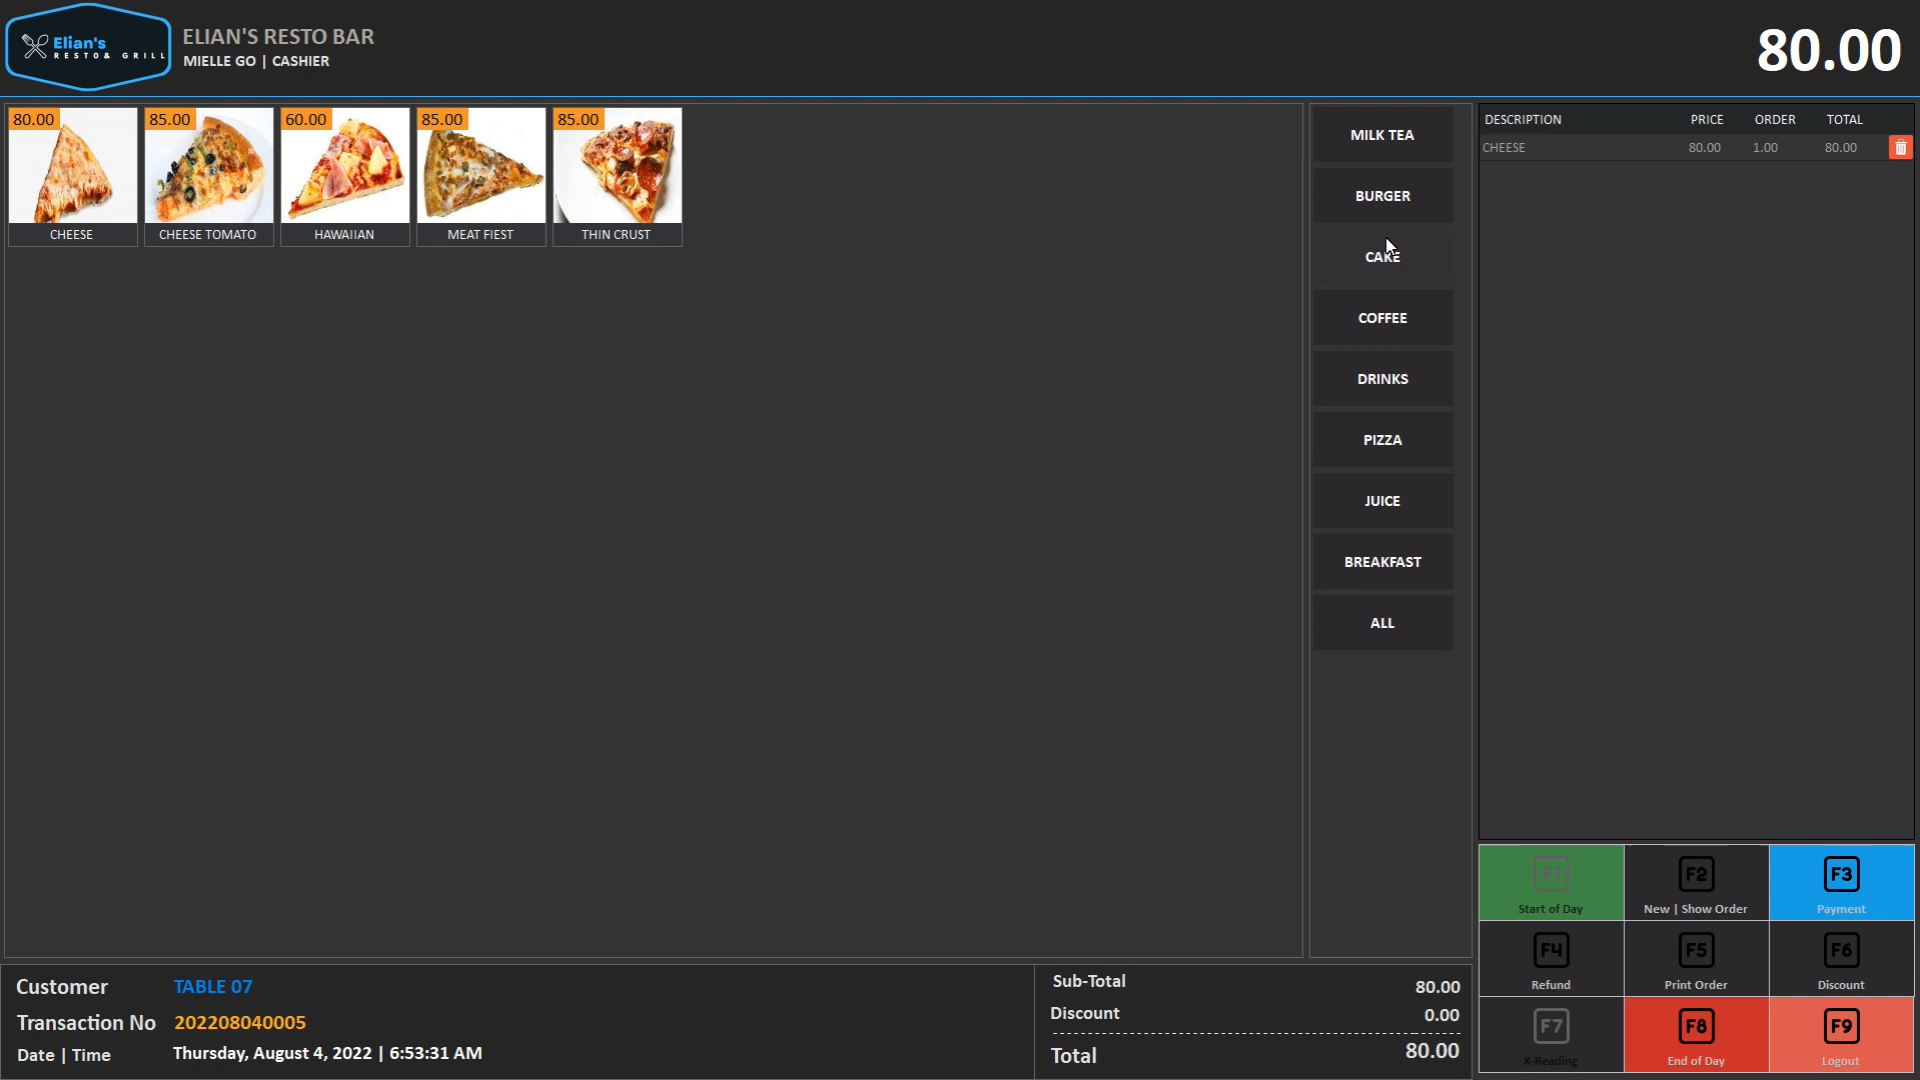 Elian's
RESTO& GRILL
ELIAN'S RESTO BAR
MIELLE GO | CASHIER
80.00
80.00
CHEESE
85.00
CHEESE TOMATO
60.00
HAWAIIAN
85.00
MEAT FIEST
85.00
THIN CRUST
MILK TEA
BURGER
CAKE
COFFEE
DRINKS
PIZZA
JUICE
BREAKFAST
ALL
DESCRIPTION PRICE ORDER TOTAL
CHEESE 80.00 1.00 80.00
Customer TABLE 07
Transaction No 202208040005
Date | Time Thursday, August 4, 2022 | 6:53:31 AM
Sub-Total 80.00
Discount 0.00
Total 80.00
F1
Start of Day
F2
New | Show Order
F3
Payment
F4
Refund
F5
Print Order
F6
Discount
F7
X-Reading
F8
End of Day
F9
Logout